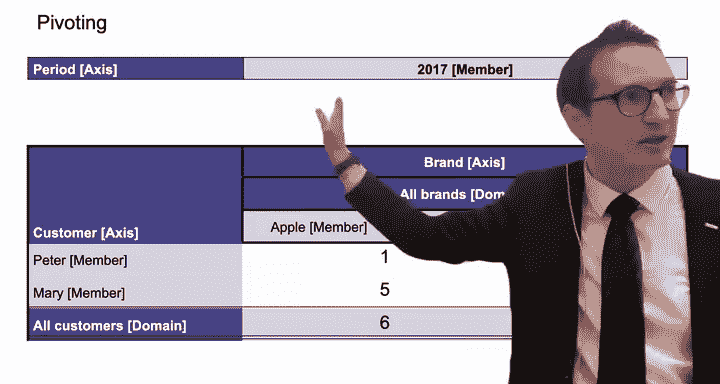 Pivoting
Period [Axis] 2017 [Member]
Brand [Axis]
All brands
Customer [Axis] Apple [Member]
Peter [Member] 1
Mary [Member] 5
All customers [Domain] 6